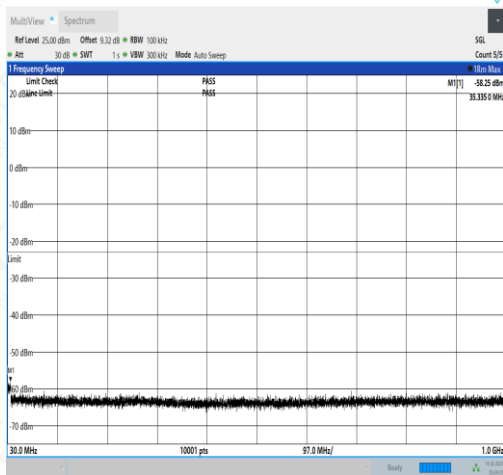 MultiView Spectrum
Ref Level 25.00 dBm Offset 9.32 dB RBW 100 kHz SGL
Att 30 dB SWT 1 s VBW 300 kHz Mode Auto Sweep Count 5/5
1 Frequency Sweep 1Rm Max
Limit Check PASS M1[1] -58.25 dBm
20 dBm Line Limit PASS 35.335 0 MHz
10 dBm
0 dBm
-10 dBm
-20 dBm
Limit
-30 dBm
-40 dBm
-50 dBm
M1
-60 dBm
-70 dBm
30.0 MHz 10001 pts 97.0 MHz/ 1.0 GHz
Ready